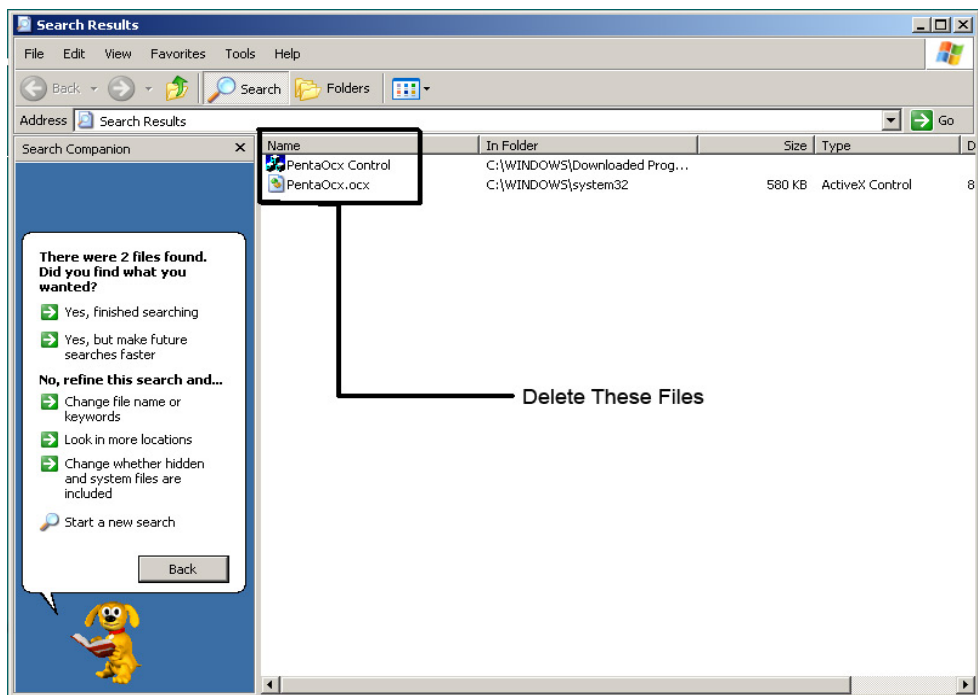 Search Results
File Edit View Favorites Tools Help
Back Search Folders
Address Search Results Go
Search Companion
Name In Folder Size Type D
PentaOcx Control C:\WINDOWS\Downloaded Prog...
PentaOcx.ocx C:\WINDOWS\system32 580 KB ActiveX Control 8
There were 2 files found.
Did you find what you
wanted?
Yes, finished searching
Yes, but make future
searches faster
No, refine this search and...
Change file name or
keywords
Look in more locations
Change whether hidden
and system files are
included
Start a new search
Back
Delete These Files